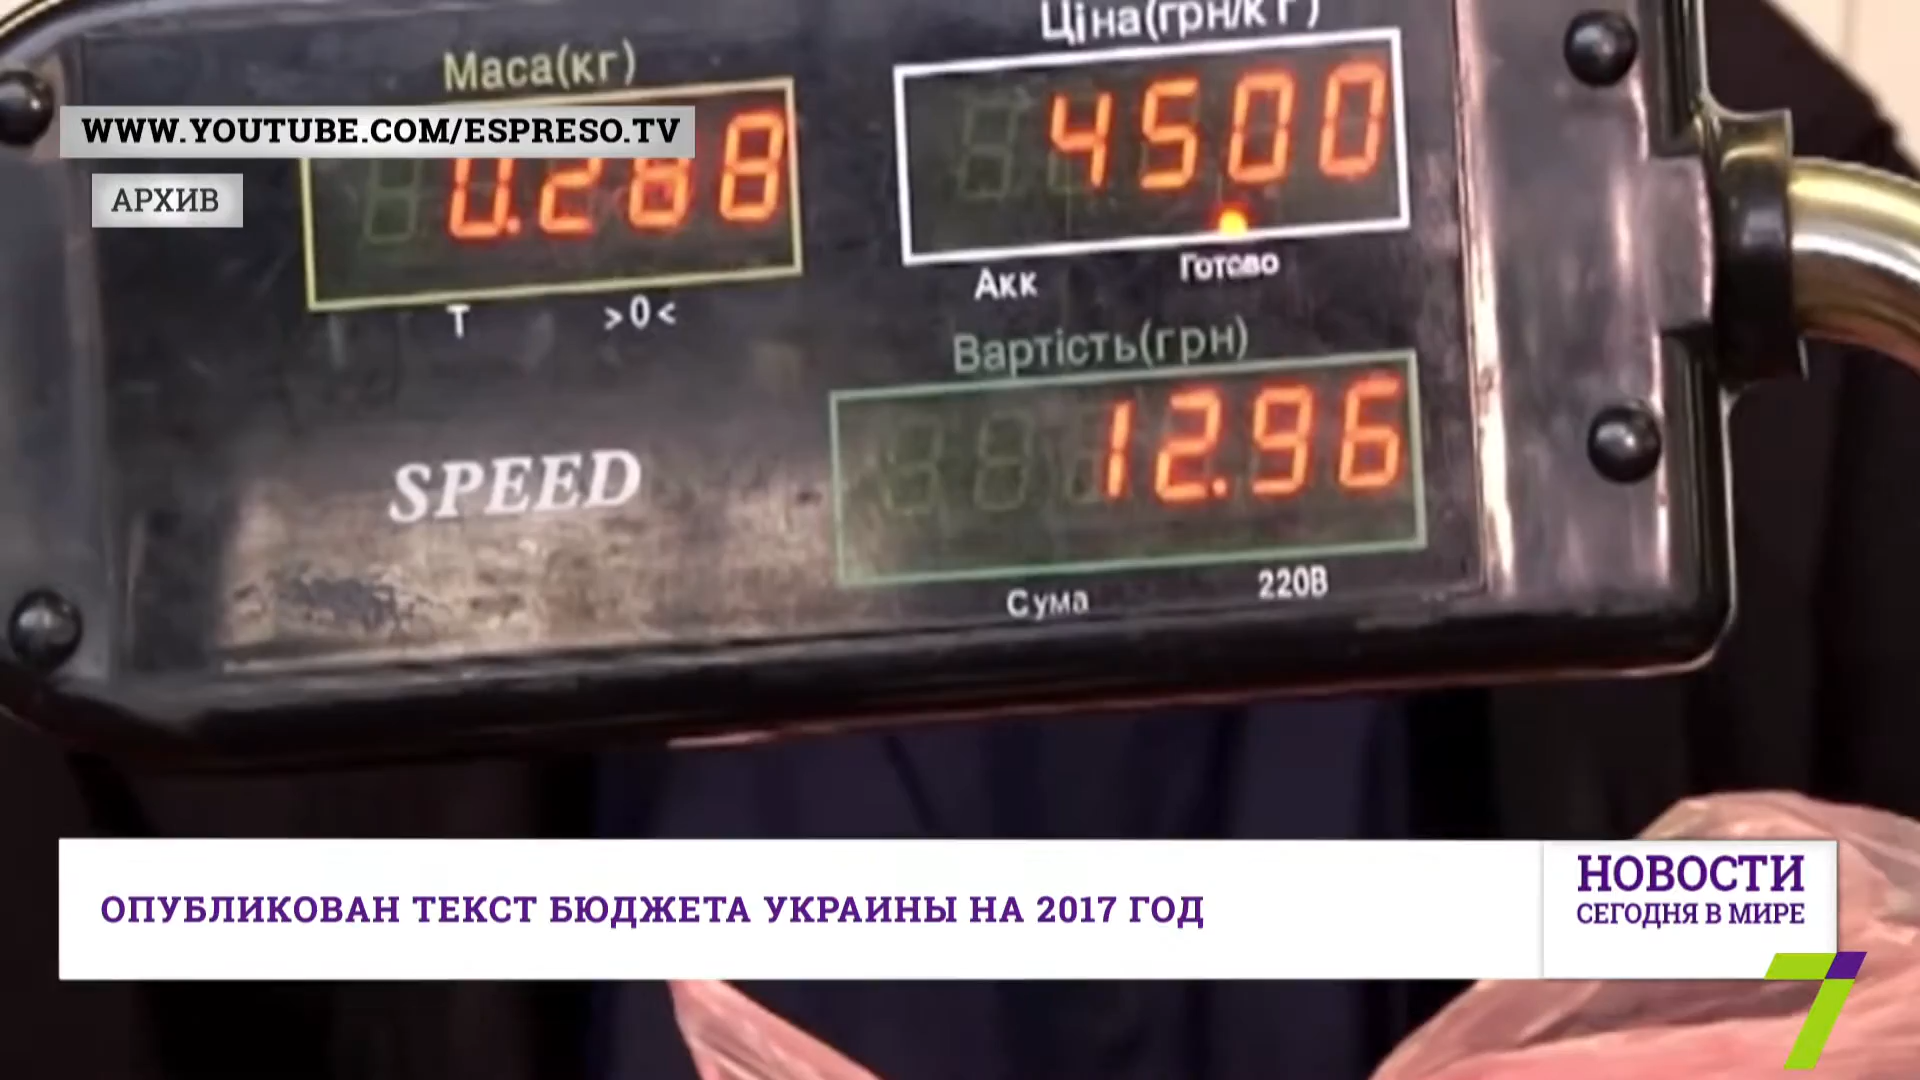 Ціна(грн/кг)
Маса(кг)
4500
WWW.YOUTUBE.COM/ESPRESO.TV
0.288
АРХИВ
Акк
Готово
T
>0<
Вартість(грн)
12.96
SPEED
Сума
220В
ОПУБЛИКОВАН ТЕКСТ БЮДЖЕТА УКРАИНЫ НА 2017 ГОД
НОВОСТИ
СЕГОДНЯ В МИРЕ
7